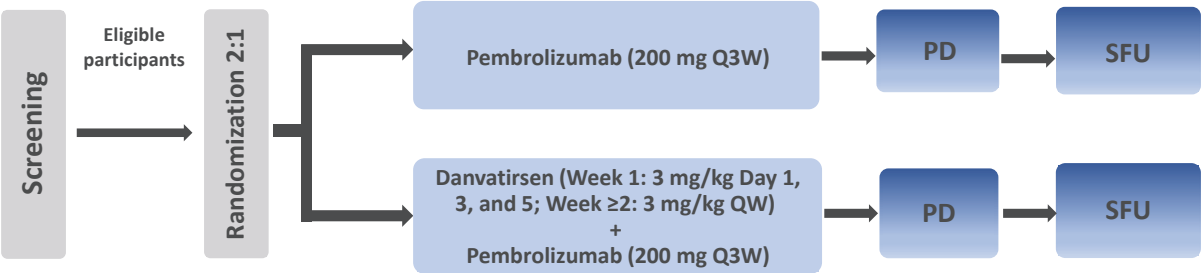 Screening
Eligible
participants
Randomization 2:1
Pembrolizumab (200 mg Q3W)
PD
SFU
Danvatirsen (Week 1: 3 mg/kg Day 1,
3, and 5; Week ≥2: 3 mg/kg QW)
+
Pembrolizumab (200 mg Q3W)
PD
SFU